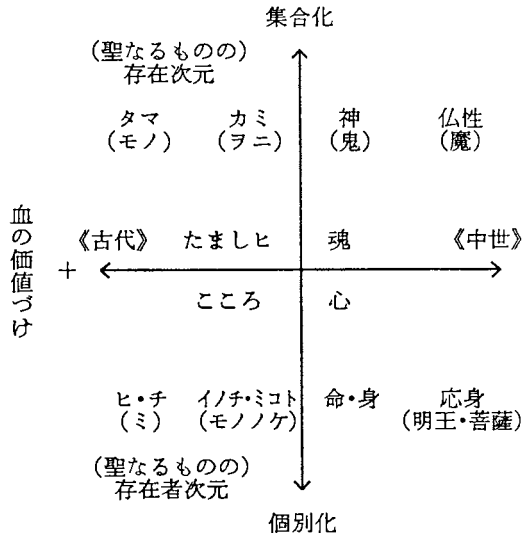 集合化
(聖なるものの)
存在次元
タマ カミ 神 仏性
(モノ) (ヲニ) (鬼) (魔)
血の価値づけ
《古代》 たましヒ 魂 《中世》
+
こころ 心
ヒ・チ イノチ・ミコト 命・身 応身
(ミ) (モノノケ) (明王・菩薩)
(聖なるものの)
存在者次元
個別化